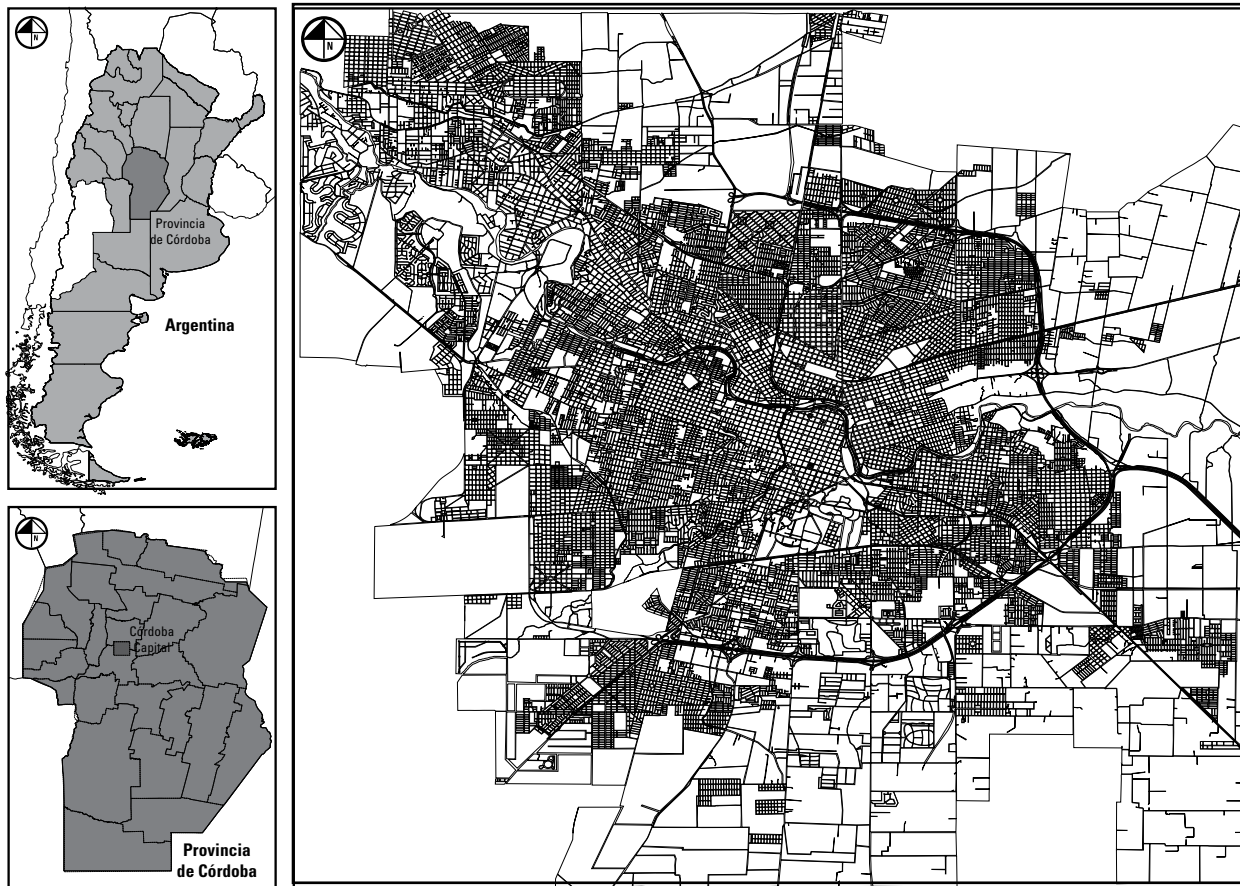 N
Provincia
de Córdoba
Argentina
N
Córdoba
Capital
Provincia
de Córdoba
N